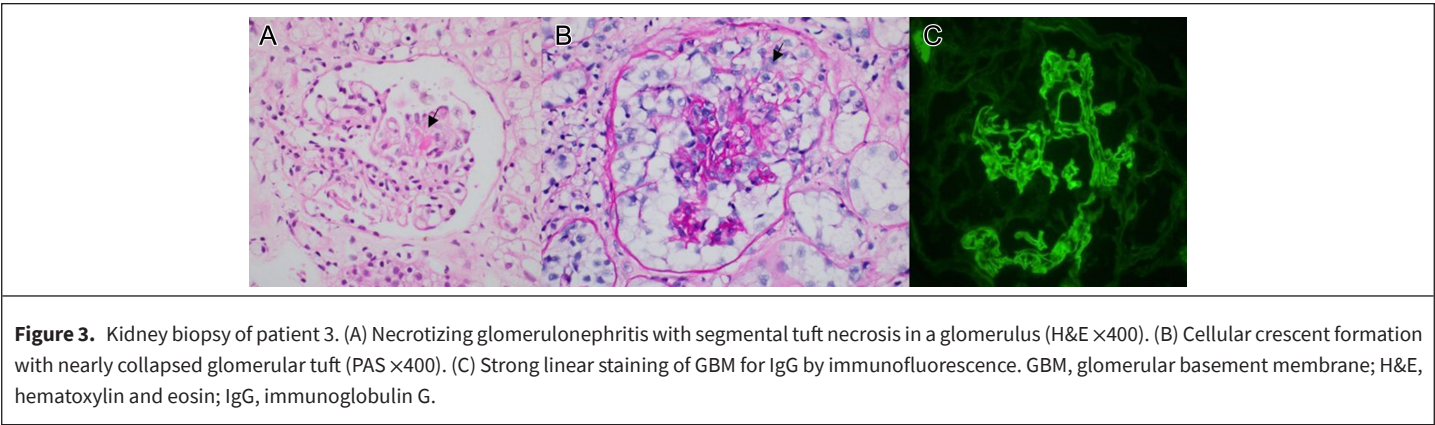 A B C
Figure 3. Kidney biopsy of patient 3. (A) Necrotizing glomerulonephritis with segmental tuft necrosis in a glomerulus (H&E ×400). (B) Cellular crescent formation
with nearly collapsed glomerular tuft (PAS ×400). (C) Strong linear staining of GBM for IgG by immunofluorescence. GBM, glomerular basement membrane; H&E,
hematoxylin and eosin; IgG, immunoglobulin G.